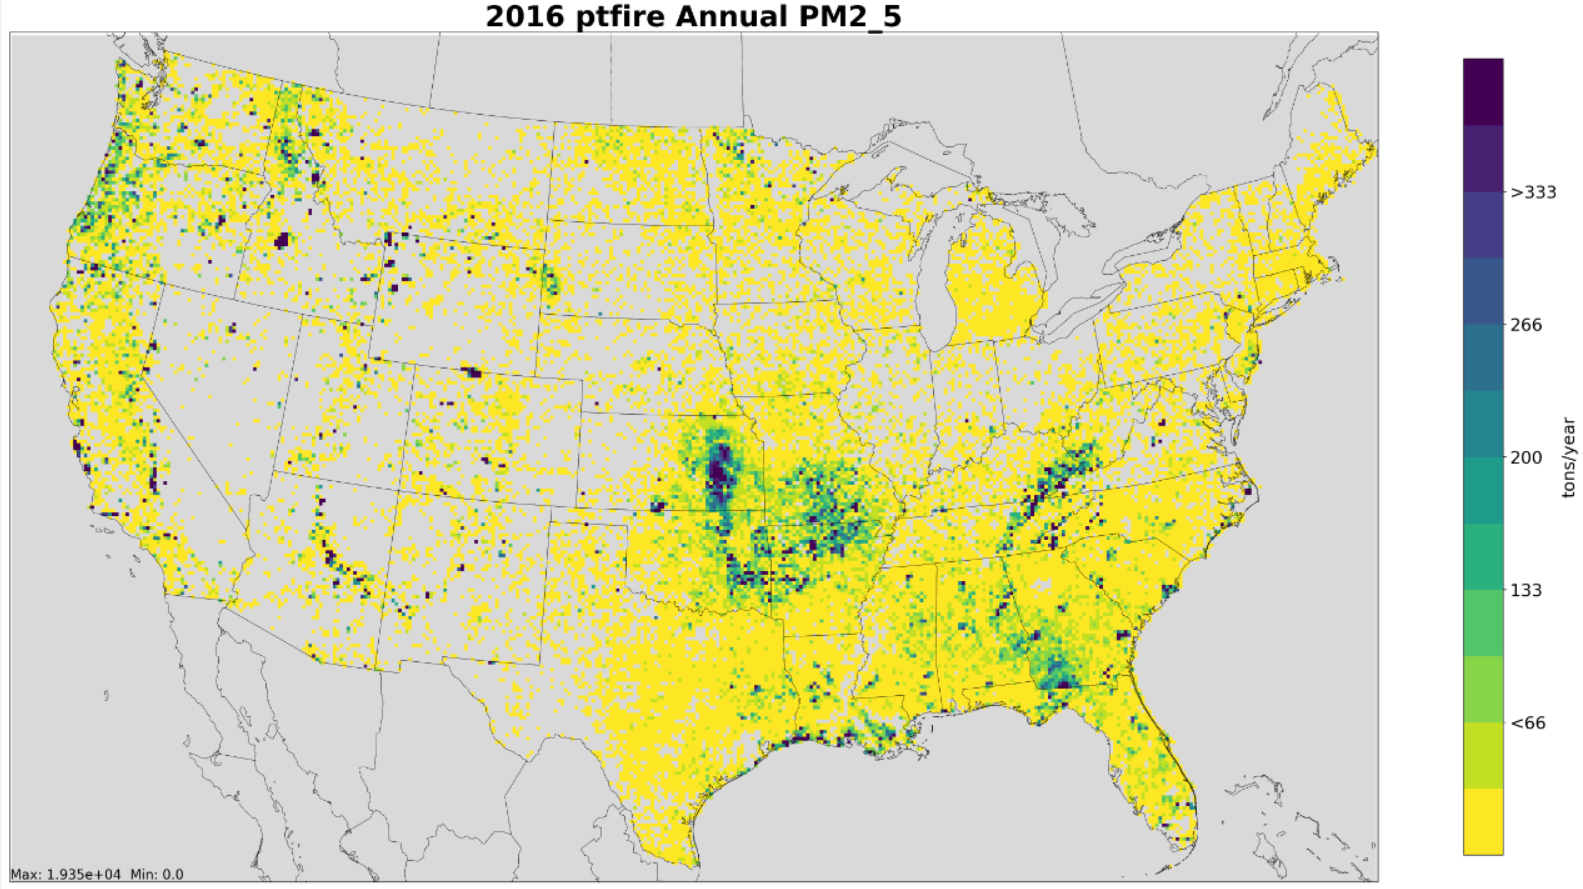 2016 ptfire Annual PM2_5
>333
266
200
133
<66
tons/year
Max: 1.935e+04 Min: 0.0